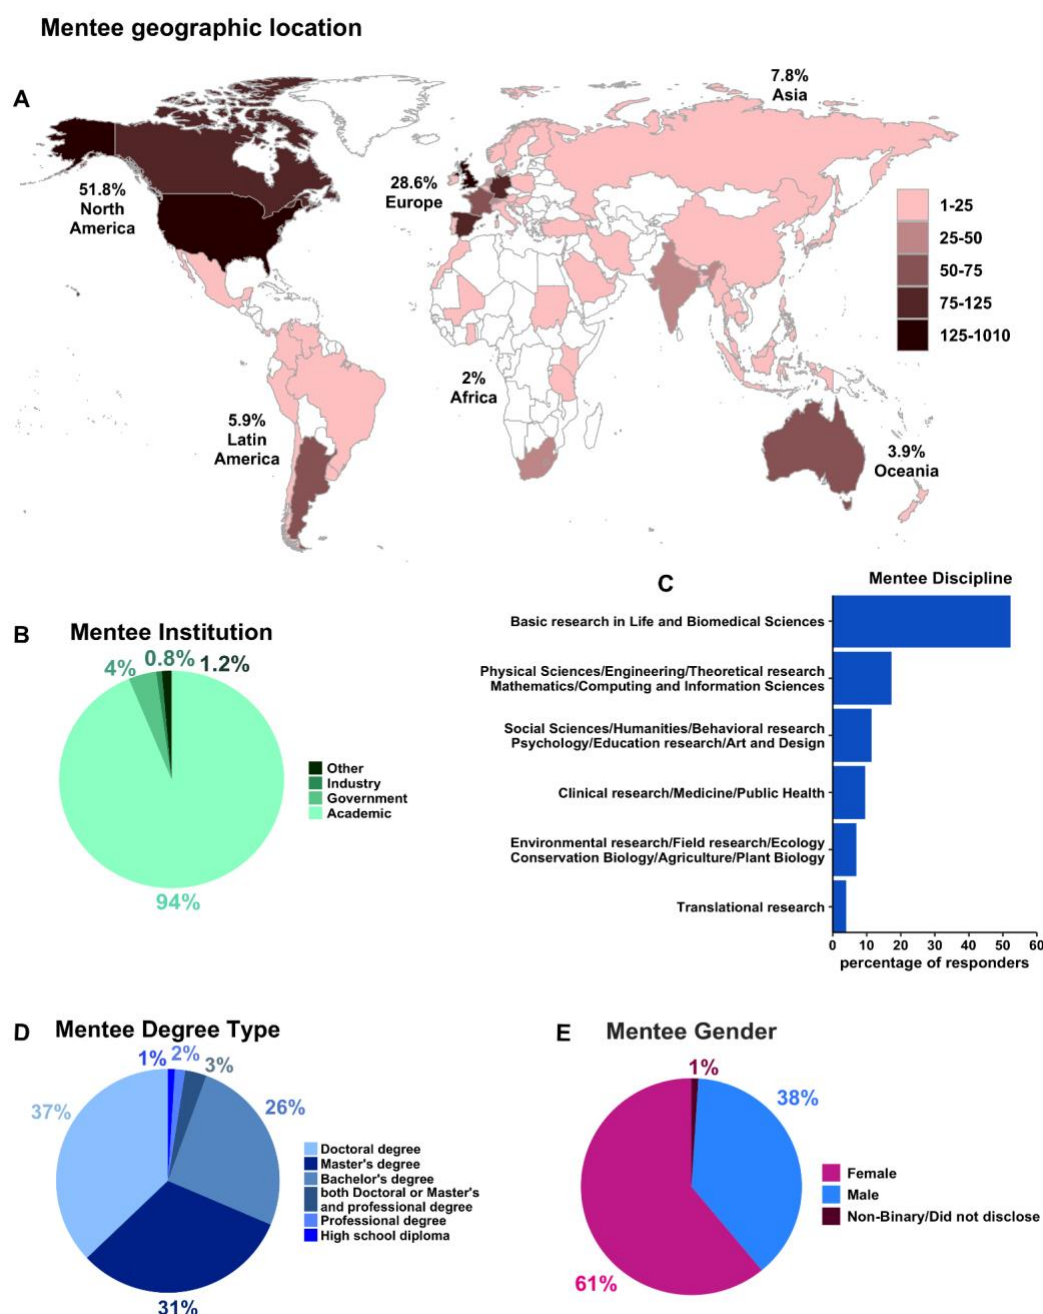 Mentee geographic location
A
7.8%
Asia
51.8%
North
America
28.6%
Europe
1-25
25-50
50-75
75-125
125-1010
2%
Africa
5.9%
Latin
America
3.9%
Oceania
B
Mentee Institution
4%
0.8%
1.2%
94%
Other
Industry
Government
Academic
C
Mentee Discipline
Basic research in Life and Biomedical Sciences
Physical Sciences/Engineering/Theoretical research
Mathematics/Computing and Information Sciences
Social Sciences/Humanities/Behavioral research
Psychology/Education research/Art and Design
Clinical research/Medicine/Public Health
Environmental research/Field research/Ecology
Conservation Biology/Agriculture/Plant Biology
Translational research
0 10 20 30 40 50 60
percentage of responders
D
Mentee Degree Type
1%
2%
3%
37%
26%
31%
Doctoral degree
Master's degree
Bachelor's degree
both Doctoral or Master's
and professional degree
Professional degree
High school diploma
E
Mentee Gender
1%
38%
61%
Female
Male
Non-Binary/Did not disclose